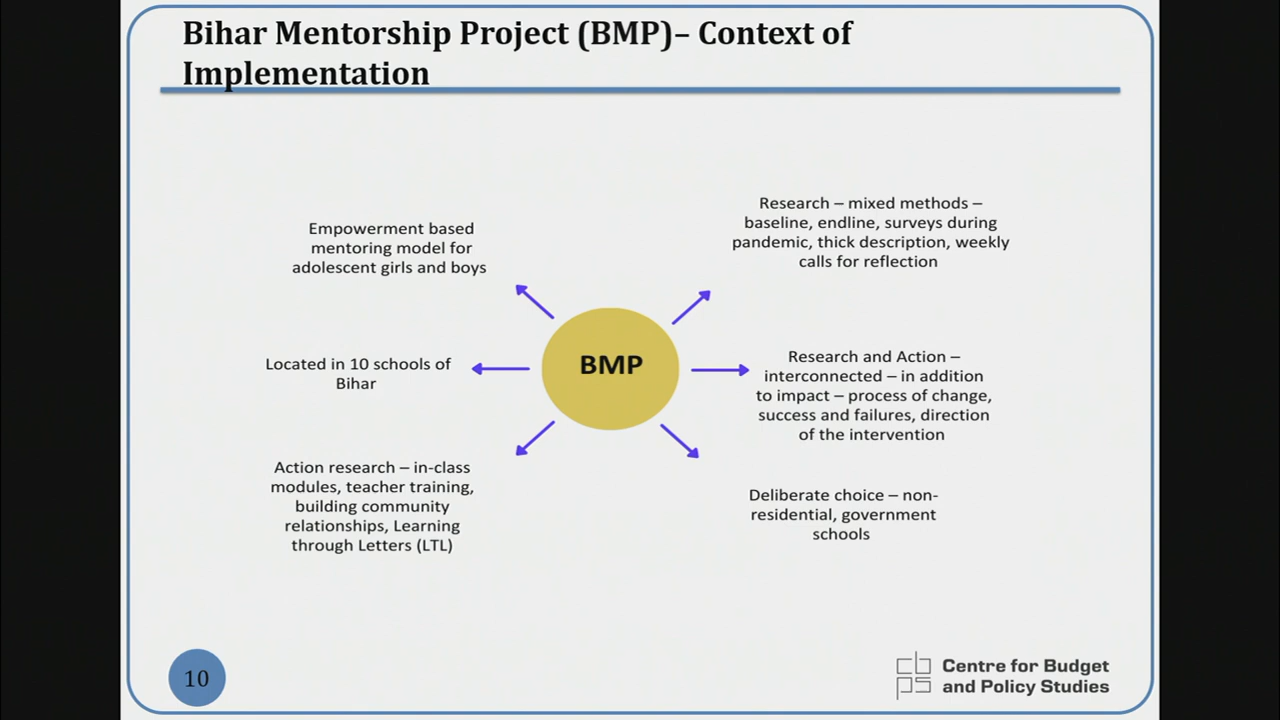 Bihar Mentorship Project (BMP)– Context of
Implementation
Empowerment based
mentoring model for
adolescent girls and boys
Research – mixed methods –
baseline, endline, surveys during
pandemic, thick description, weekly
calls for reflection
Located in 10 schools of
Bihar
BMP
Research and Action –
interconnected – in addition
to impact – process of change,
success and failures, direction
of the intervention
Action research – in-class
modules, teacher training,
building community
relationships, Learning
through Letters (LTL)
Deliberate choice – non-
residential, government
schools
10
cb
ps
Centre for Budget
and Policy Studies